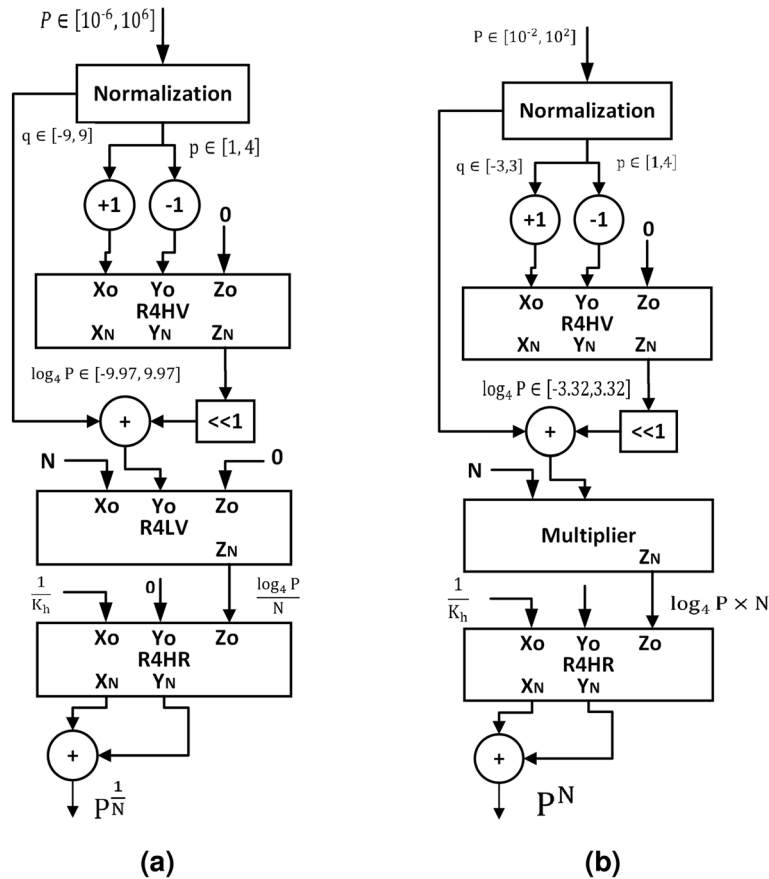 P ∈ [10⁻⁶, 10⁶]
Normalization
q ∈ [-9, 9]
p ∈ [1, 4]
+1
-1
0
Xo Yo Zo
R4HV
XN YN ZN
log₄ P ∈ [-9.97, 9.97]
+
<<1
N
0
Xo Yo Zo
R4LV
ZN
1/Kₕ
0
log₄ P / N
Xo Yo Zo
R4HR
XN YN
+
P^(1/N)
(a)
P ∈ [10⁻², 10²]
Normalization
q ∈ [-3,3]
p ∈ [1,4]
+1
-1
0
Xo Yo Zo
R4HV
XN YN ZN
log₄ P ∈ [-3.32,3.32]
+
<<1
N
Multiplier
ZN
1/Kₕ
log₄ P × N
Xo Yo Zo
R4HR
XN YN
+
Pᴺ
(b)